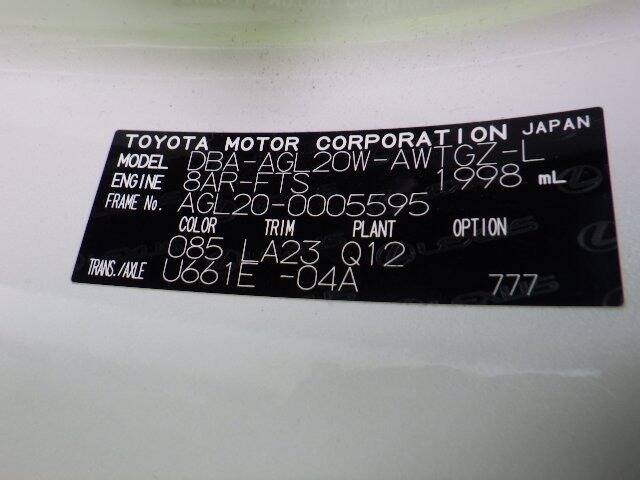 TOYOTA MOTOR CORPORATION JAPAN
MODEL DBA-AGL20W-AWTGZ-L
ENGINE 8AR-FTS 1998 mL
FRAME No. AGL20-0005595
COLOR TRIM PLANT OPTION
085 LA23 Q12
TRANS./AXLE U661E -04A 777